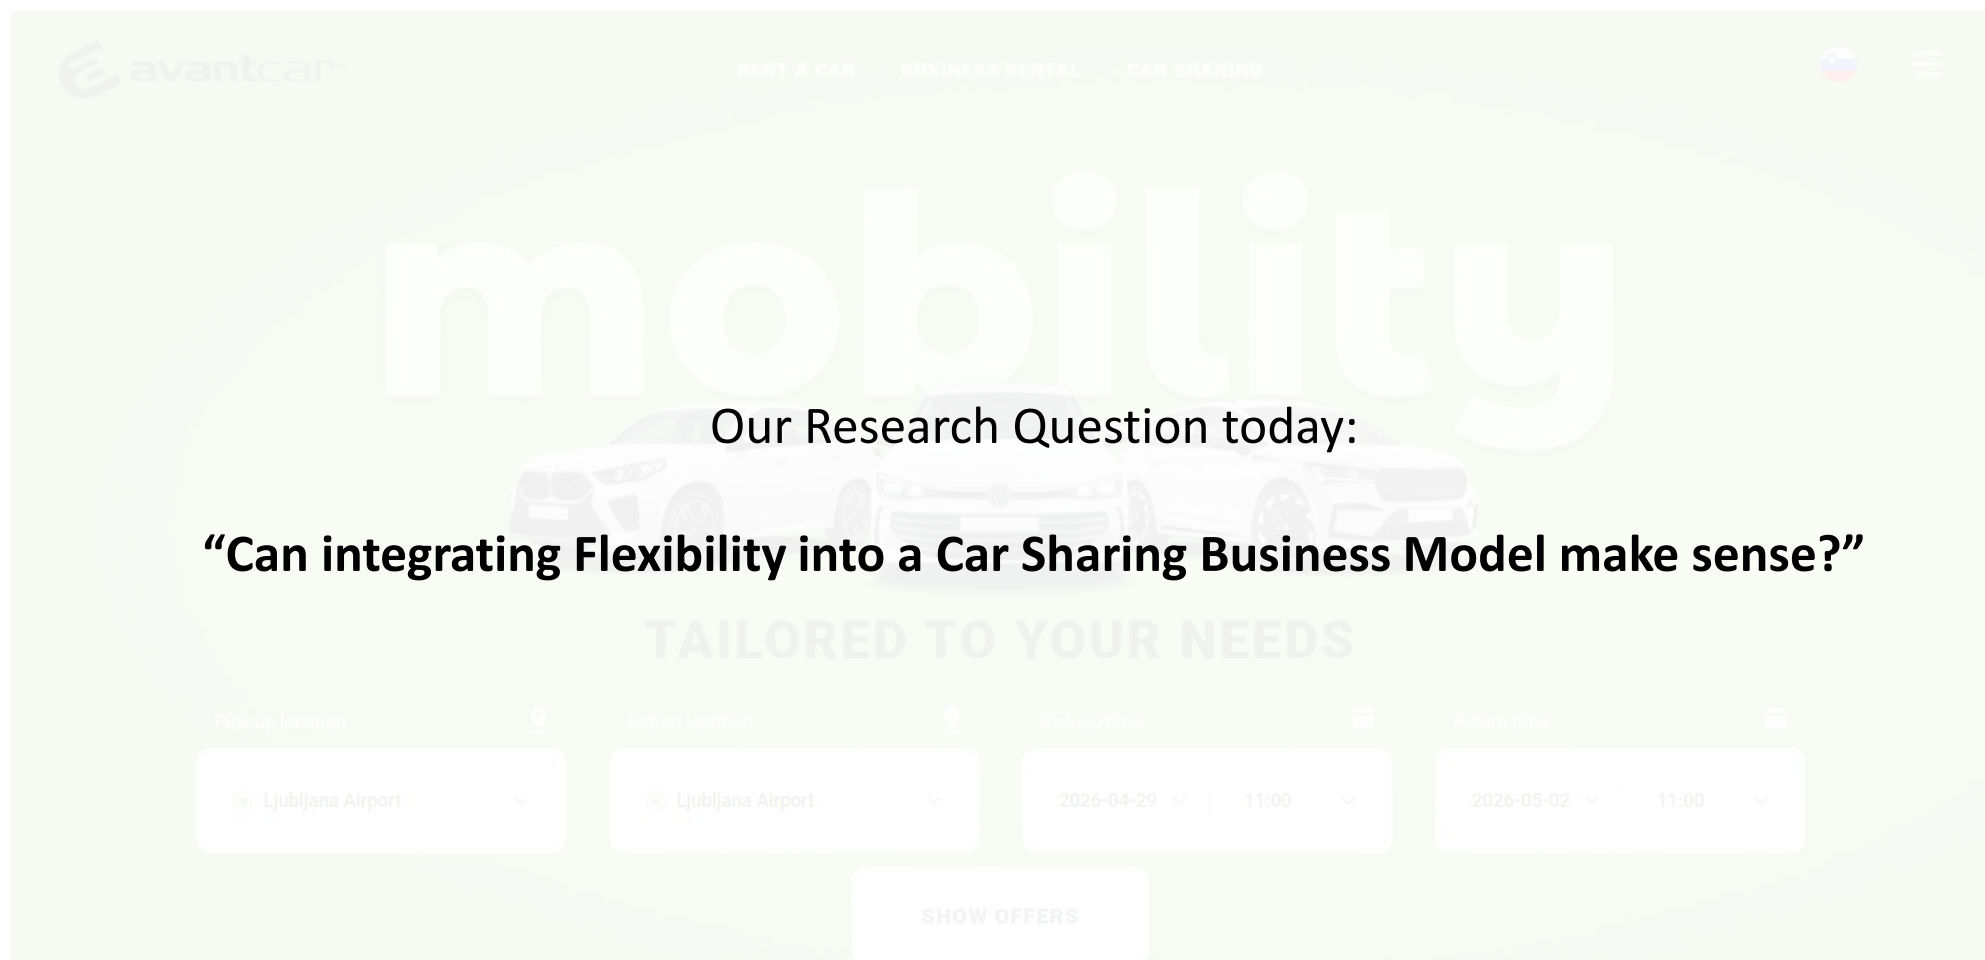 avantcar
RENT A CAR BUSINESS RENTAL CAR SHARING
mobility
Our Research Question today:
“Can integrating Flexibility into a Car Sharing Business Model make sense?”
TAILORED TO YOUR NEEDS
Pick-up location Return location Pick-up time Return time
Ljubljana Airport Ljubljana Airport 2026-04-29 11:00 2026-05-02 11:00
SHOW OFFERS